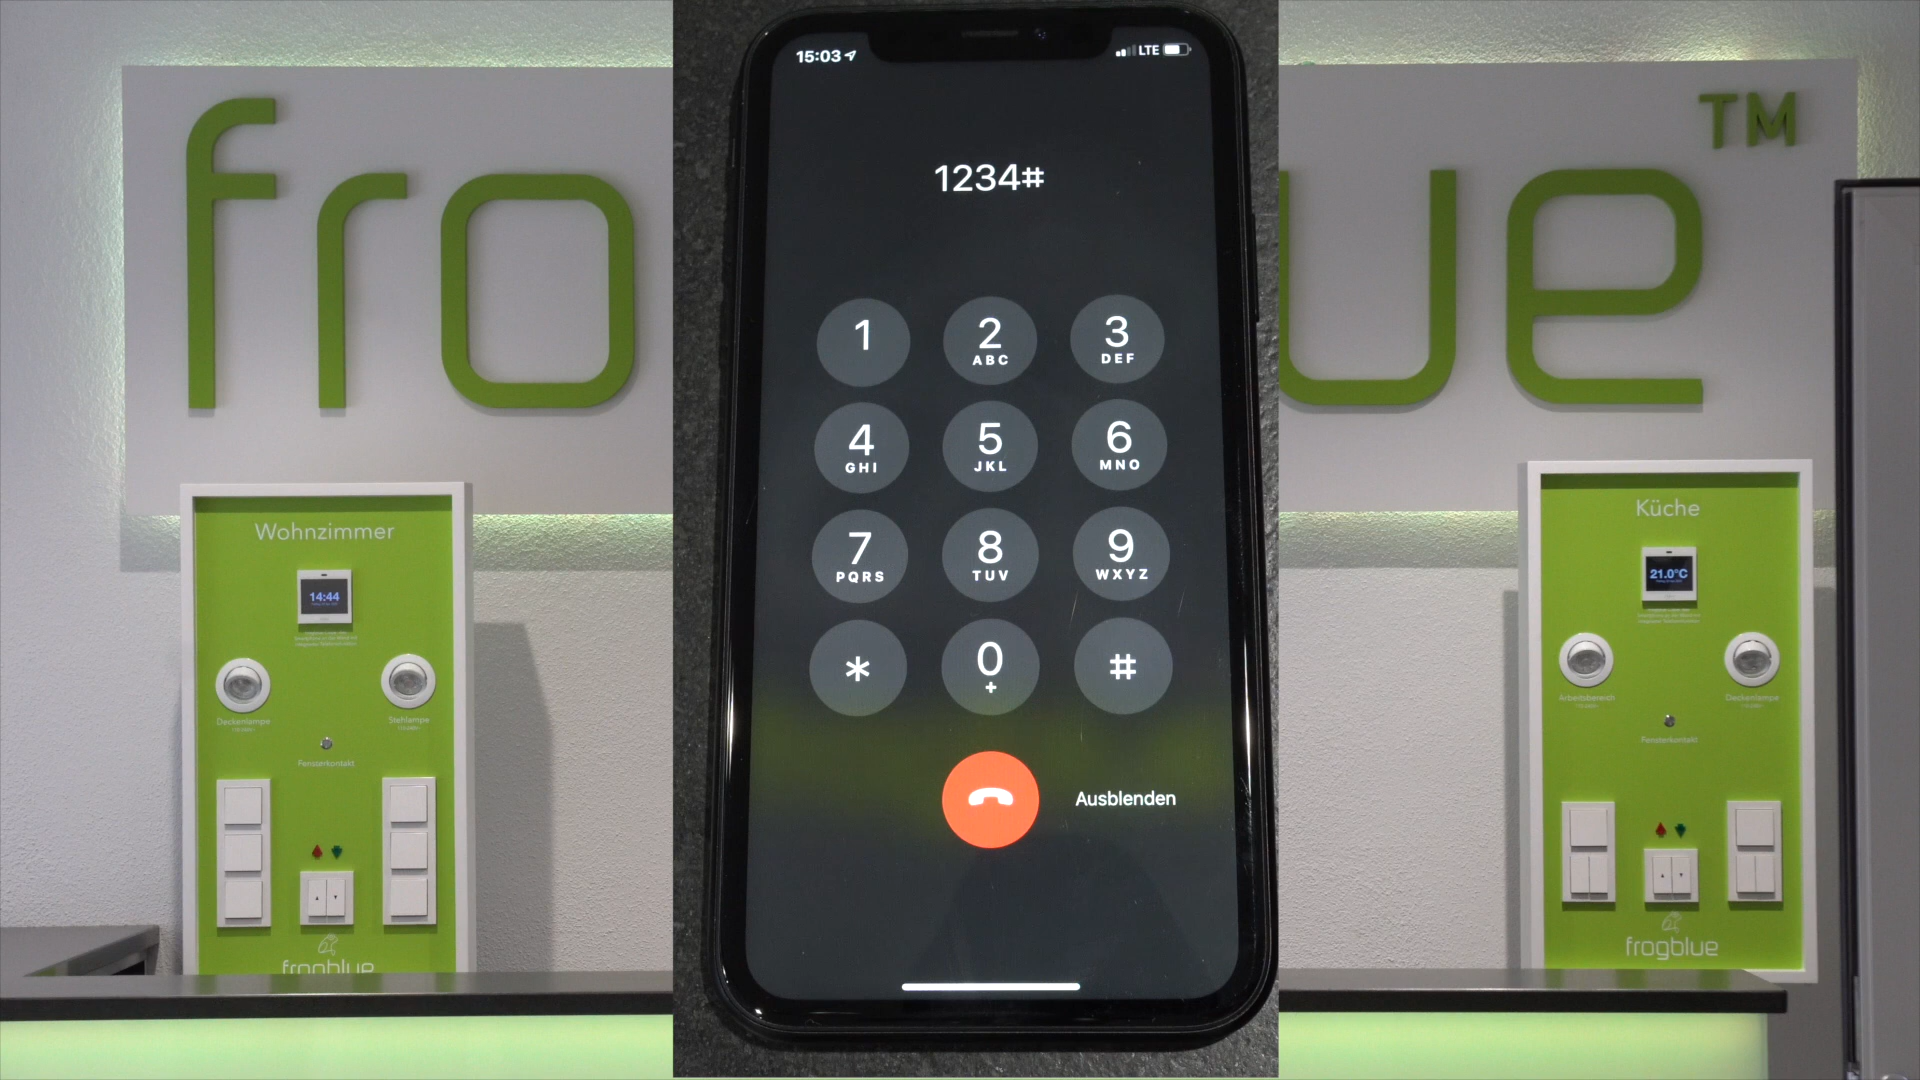 fro
ue
TM
15:03
LTE
1234#
1
2
ABC
3
DEF
4
GHI
5
JKL
6
MNO
7
PQRS
8
TUV
9
WXYZ
*
0
+
#
Ausblenden
Wohnzimmer
14:44
Deckenlampe
Stehlampe
Fensterkontakt
frogblue
Küche
21.0°C
Arbeitsbereich
Deckenlampe
Fensterkontakt
frogblue